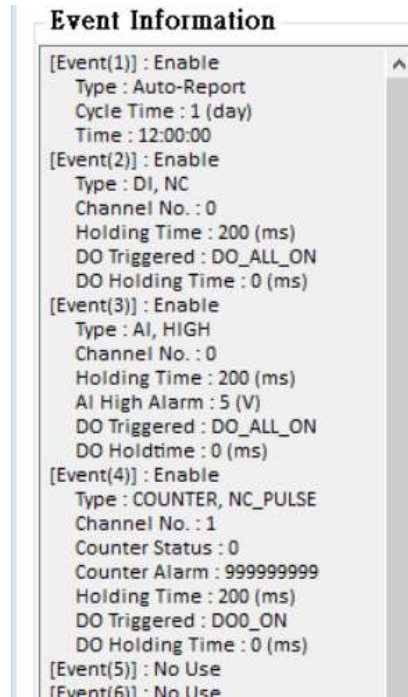 Event Information
[Event(1)] : Enable
Type : Auto-Report
Cycle Time : 1 (day)
Time : 12:00:00
[Event(2)] : Enable
Type : DI, NC
Channel No. : 0
Holding Time : 200 (ms)
DO Triggered : DO_ALL_ON
DO Holding Time : 0 (ms)
[Event(3)] : Enable
Type : AI, HIGH
Channel No. : 0
Holding Time : 200 (ms)
AI High Alarm : 5 (V)
DO Triggered : DO_ALL_ON
DO Holdtime : 0 (ms)
[Event(4)] : Enable
Type : COUNTER, NC_PULSE
Channel No. : 1
Counter Status : 0
Counter Alarm : 999999999
Holding Time : 200 (ms)
DO Triggered : DO0_ON
DO Holding Time : 0 (ms)
[Event(5)] : No Use
[Event(6)] : No Use